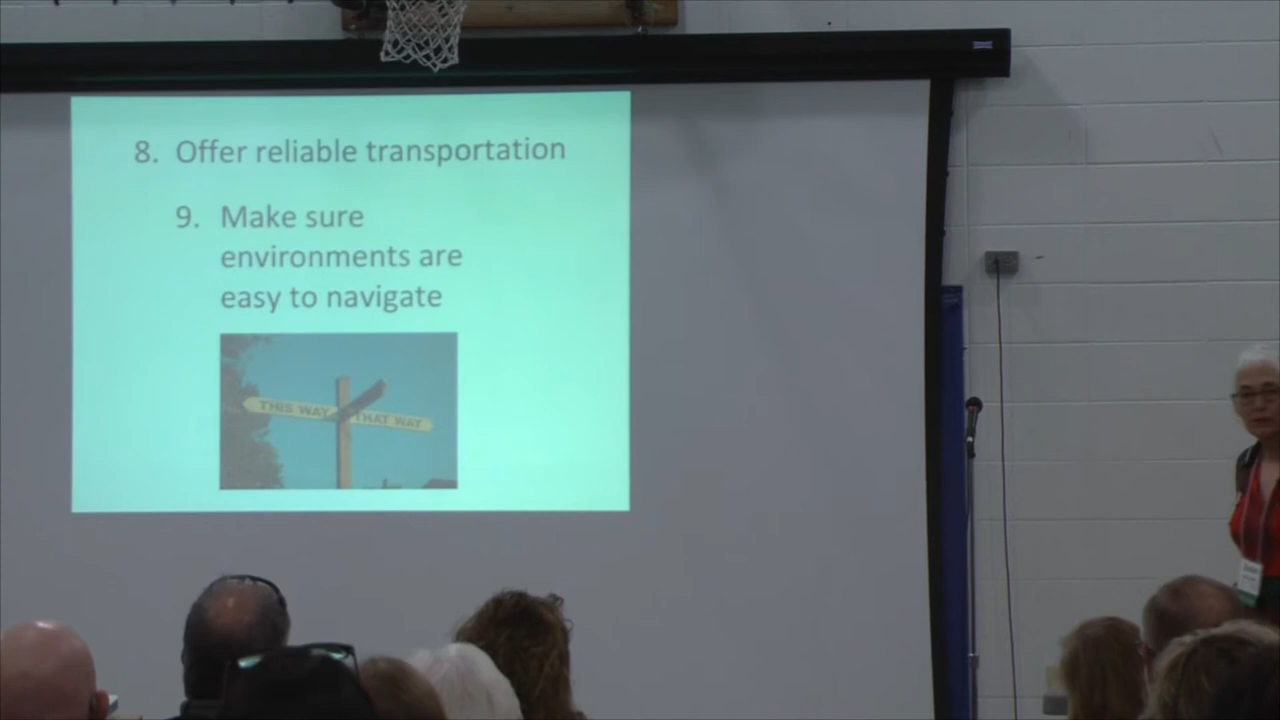 8. Offer reliable transportation
9. Make sure
environments are
easy to navigate
THIS WAY
THAT WAY